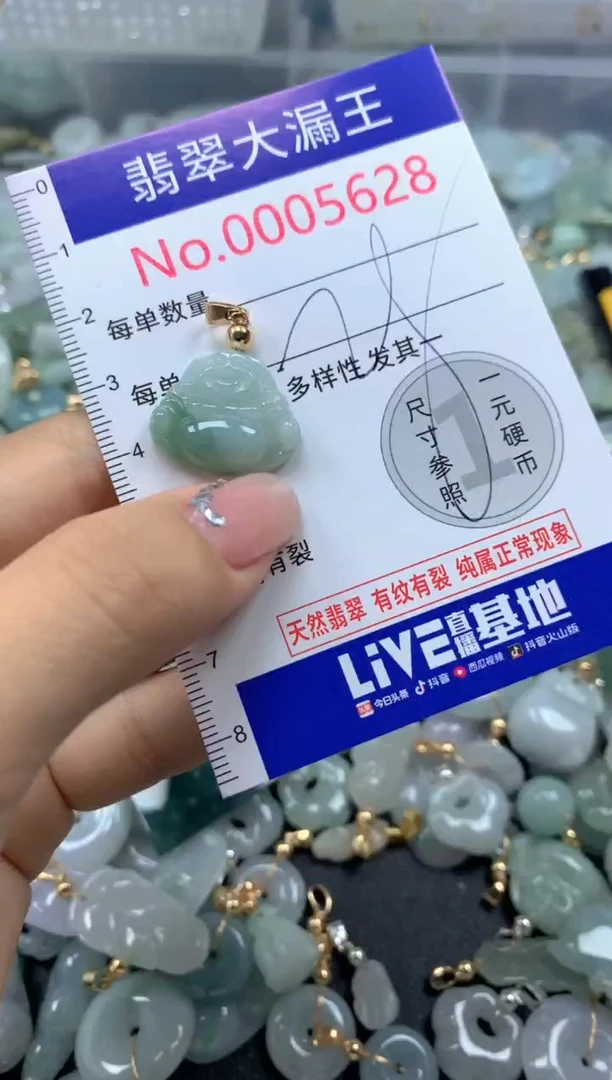 翡翠大漏王
No.0005628
每单数量
每单
多样性发其一
有裂
一元硬币
尺寸参照
1
天然翡翠 有纹有裂 纯属正常现象
LiVE直播基地
今日头条 抖音 西瓜视频 抖音火山版
0
1
2
3
4
7
8